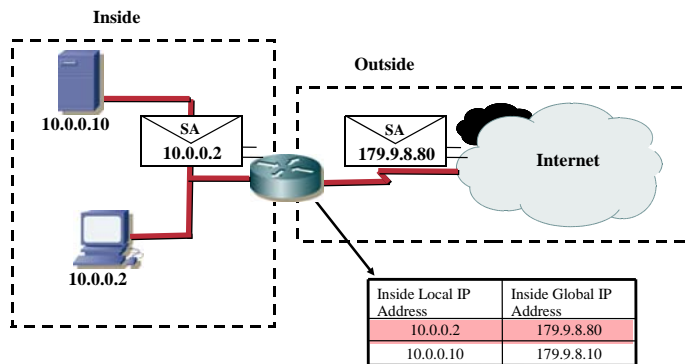 Inside
Outside
10.0.0.10
SA
10.0.0.2
SA
179.9.8.80
Internet
10.0.0.2
Inside Local IP Address
Inside Global IP Address
10.0.0.2
179.9.8.80
10.0.0.10
179.9.8.10